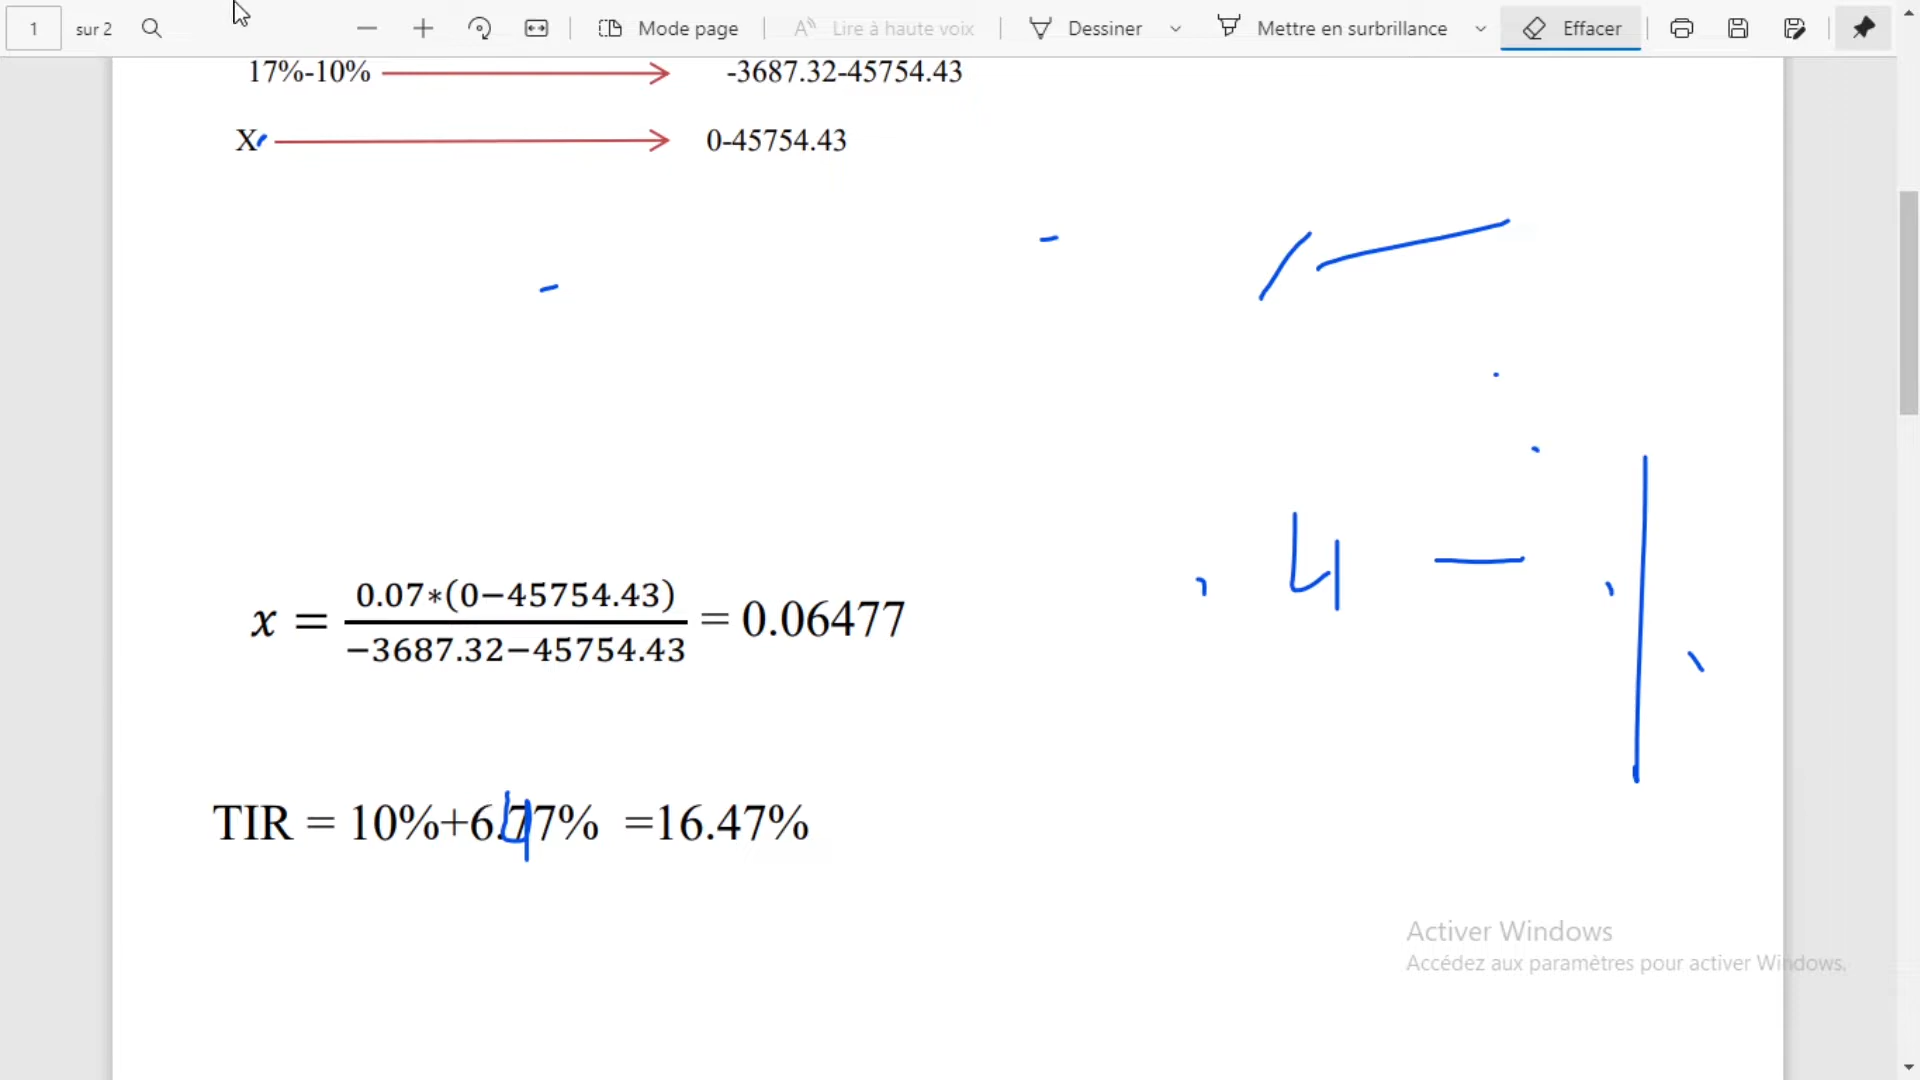 1 sur 2 Mode page Lire à haute voix Dessiner Mettre en surbrillance Effacer
17%-10% -3687.32-45754.43
X 0-45754.43
4 –
x = 0.07*(0−45754.43) / −3687.32−45754.43 = 0.06477
TIR = 10%+6.77% =16.47%
4
Activer Windows
Accédez aux paramètres pour activer Windows.